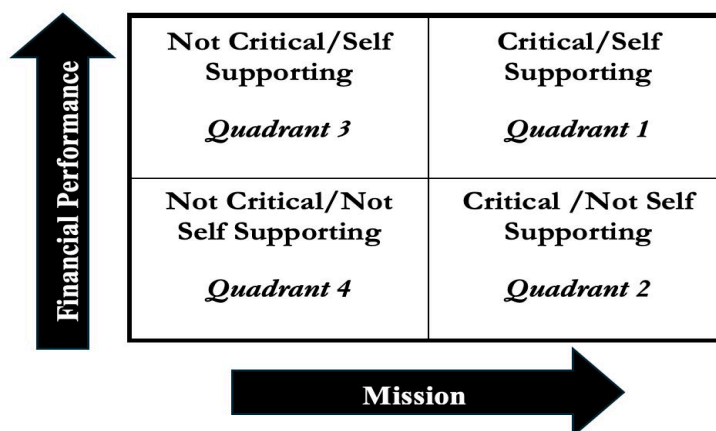 Financial Performance
Not Critical/Self
Supporting
Quadrant 3
Critical/Self
Supporting
Quadrant 1
Not Critical/Not
Self Supporting
Quadrant 4
Critical /Not Self
Supporting
Quadrant 2
Mission